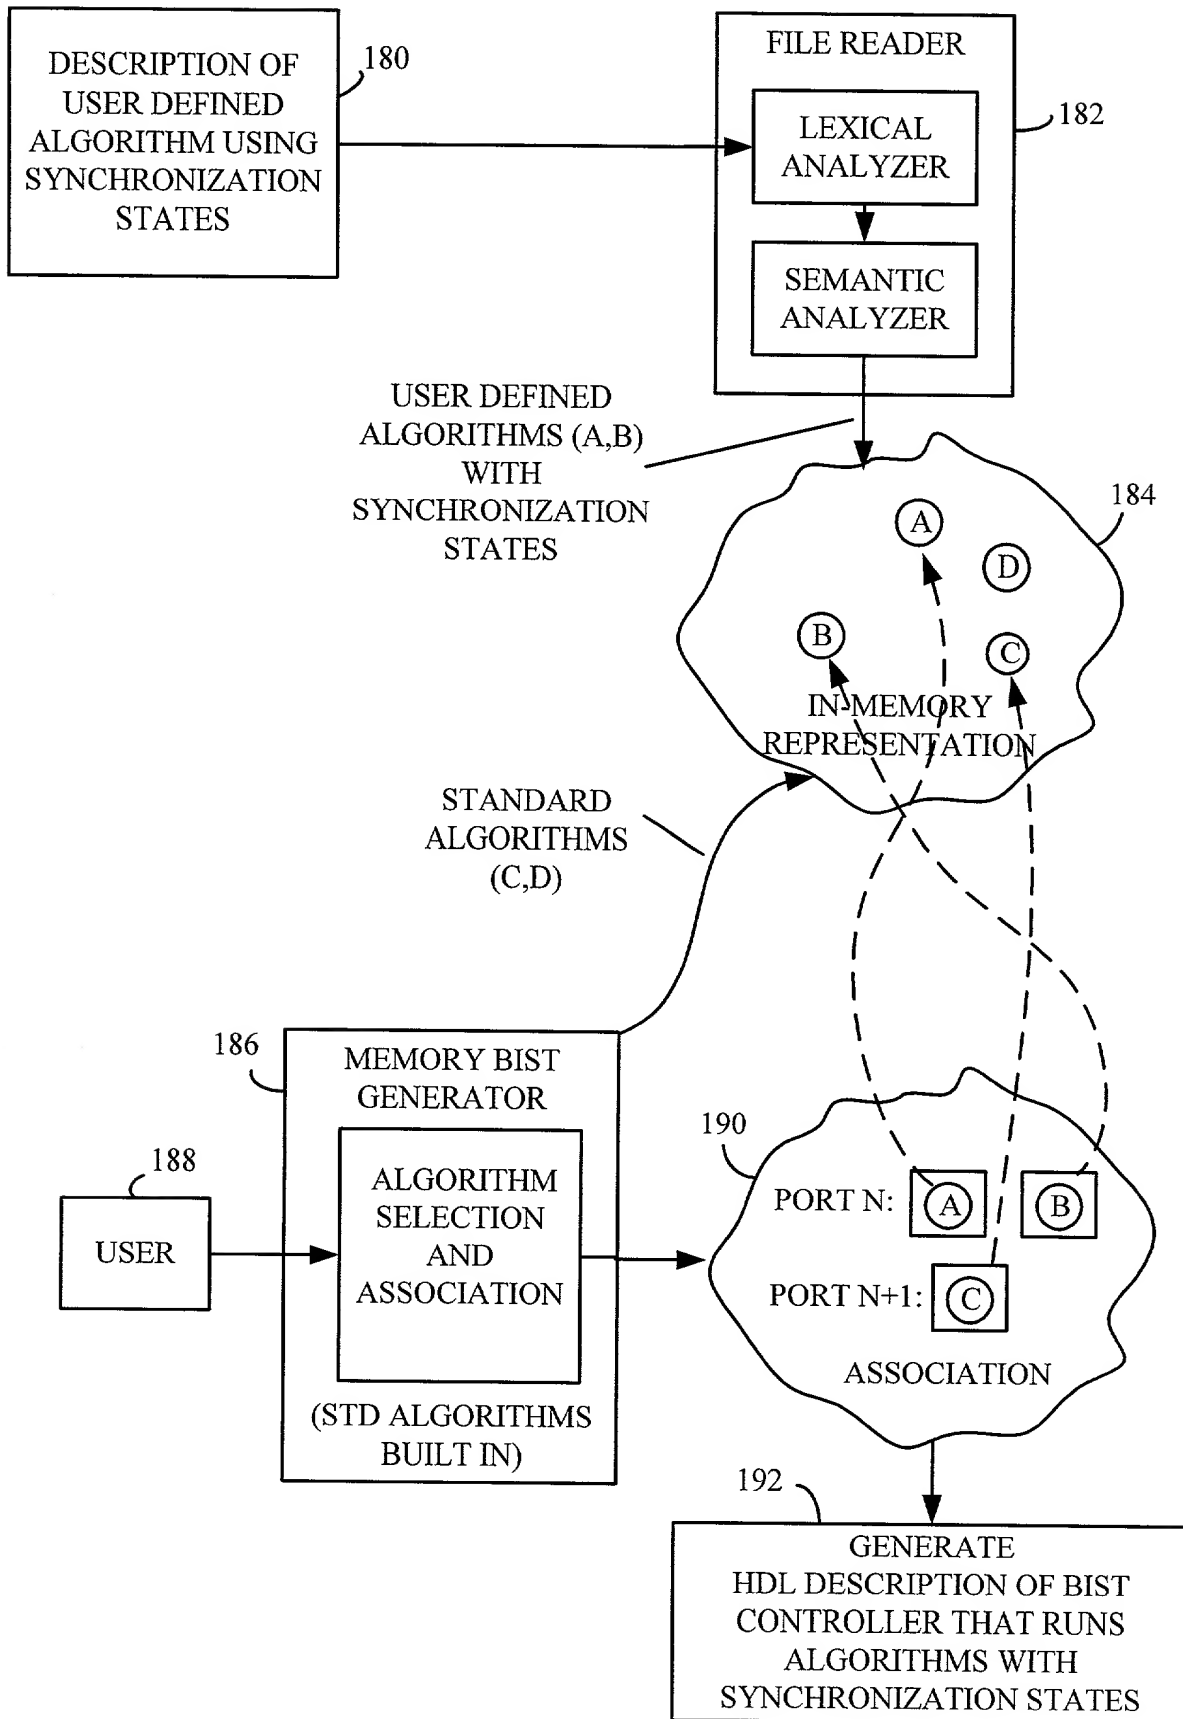 DESCRIPTION OF
USER DEFINED
ALGORITHM USING
SYNCHRONIZATION
STATES
180
FILE READER
LEXICAL
ANALYZER
182
SEMANTIC
ANALYZER
USER DEFINED
ALGORITHMS (A,B)
WITH
SYNCHRONIZATION
STATES
184
A
D
B
C
IN-MEMORY
REPRESENTATION
STANDARD
ALGORITHMS
(C,D)
186
MEMORY BIST
GENERATOR
188
USER
ALGORITHM
SELECTION
AND
ASSOCIATION
(STD ALGORITHMS
BUILT IN)
190
PORT N: A B
PORT N+1: C
ASSOCIATION
192
GENERATE
HDL DESCRIPTION OF BIST
CONTROLLER THAT RUNS
ALGORITHMS WITH
SYNCHRONIZATION STATES